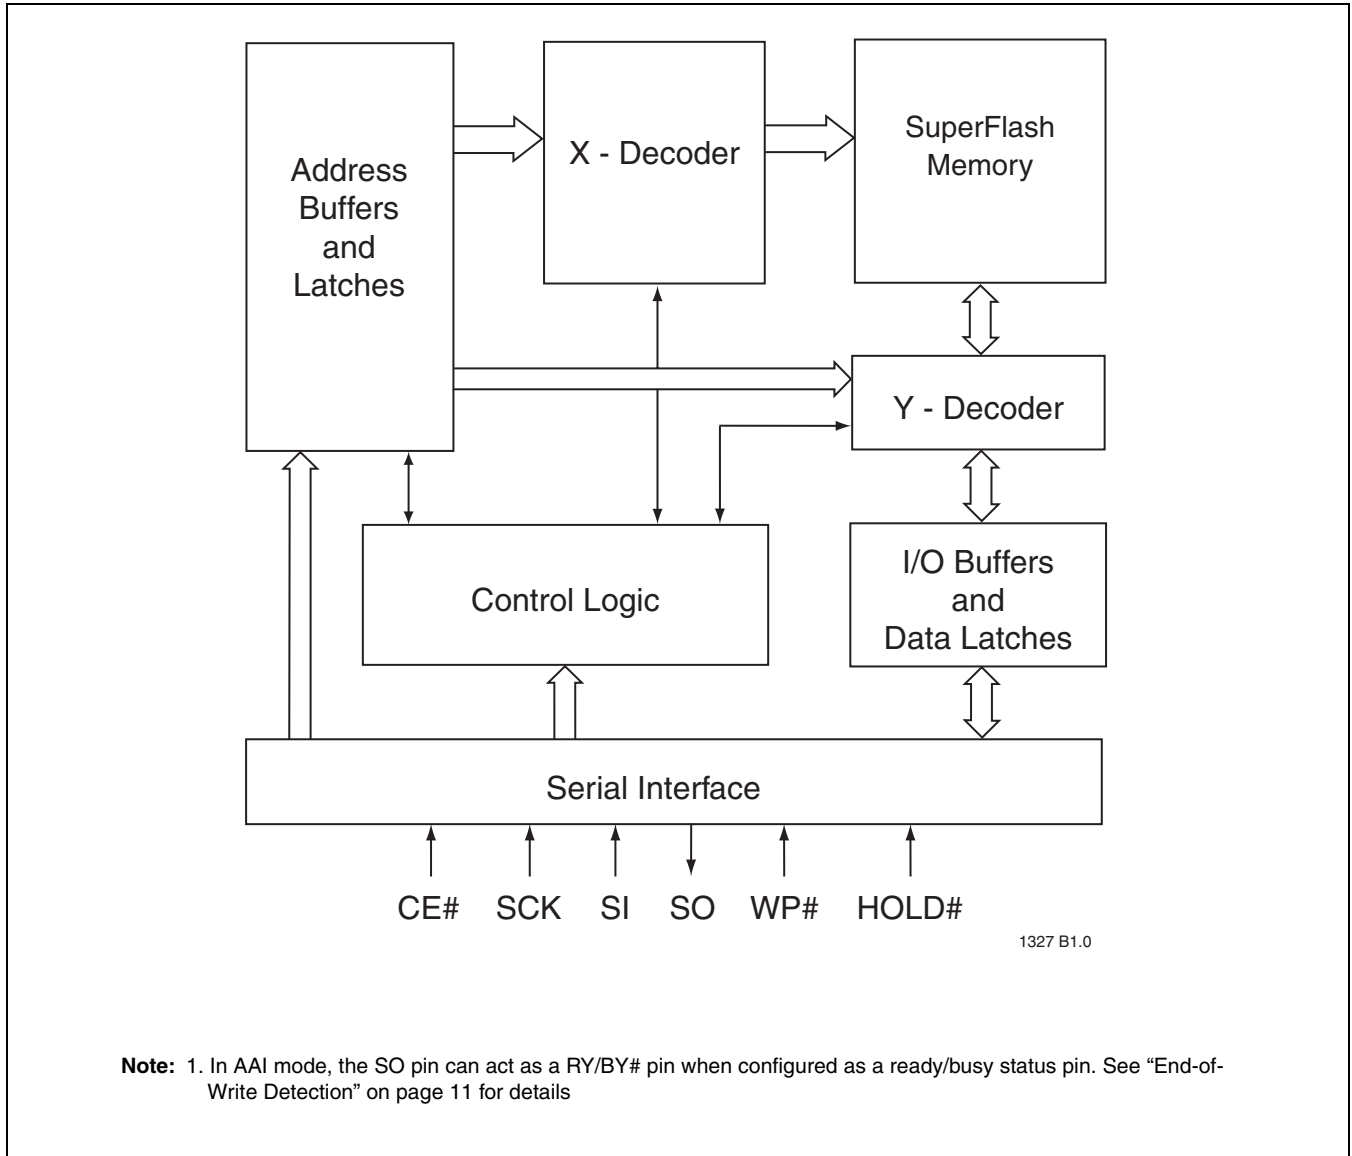 Address
Buffers
and
Latches
X - Decoder
SuperFlash
Memory
Y - Decoder
Control Logic
I/O Buffers
and
Data Latches
Serial Interface
CE# SCK SI SO WP# HOLD#
1327 B1.0
Note: 1. In AAI mode, the SO pin can act as a RY/BY# pin when configured as a ready/busy status pin. See “End-of-
Write Detection” on page 11 for details